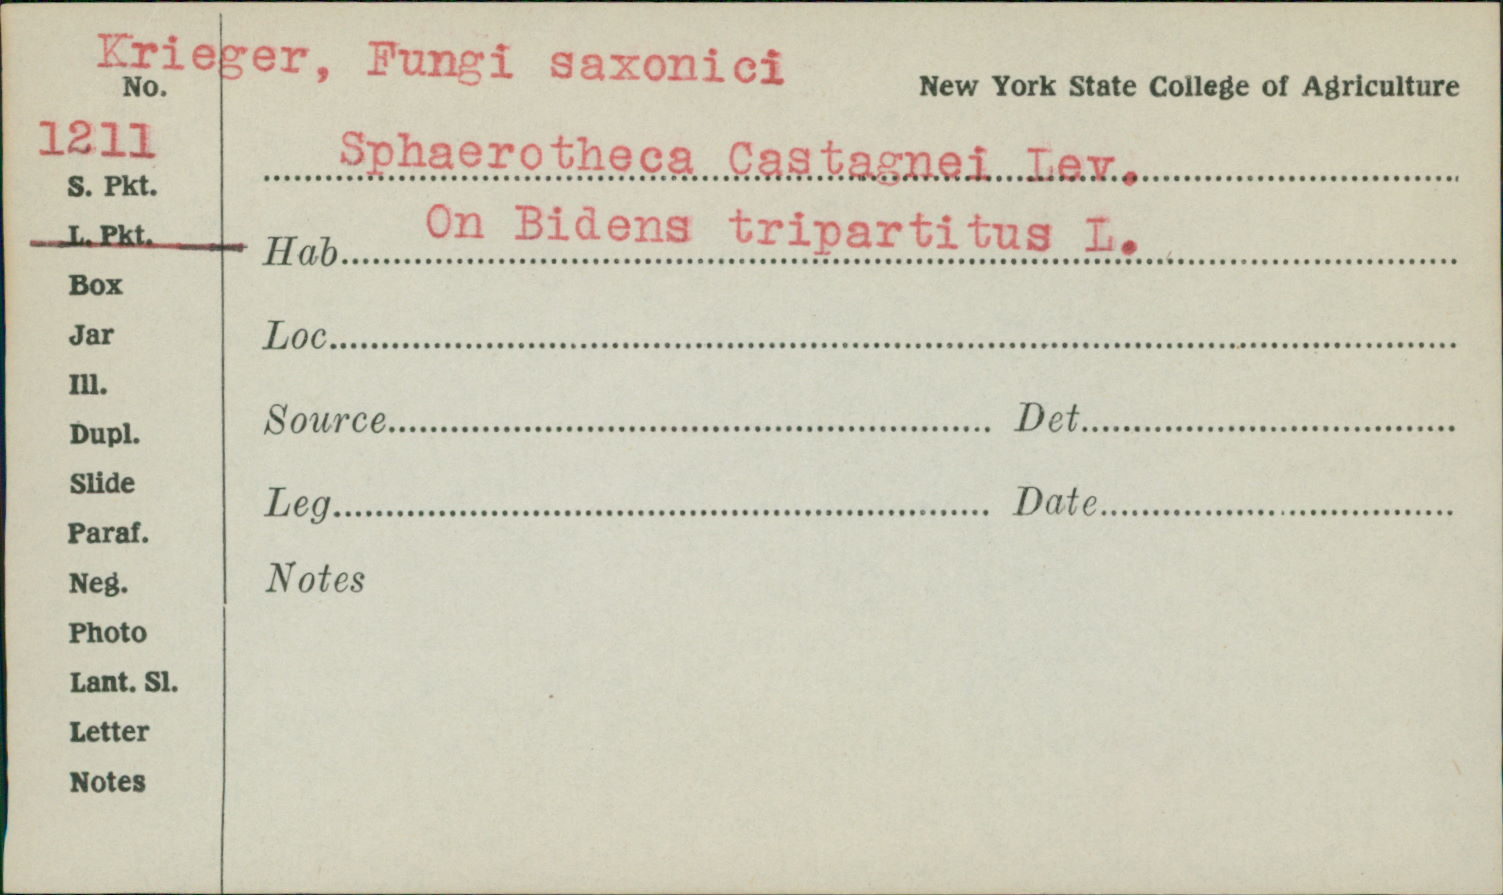 Krieger, Fungi saxonici
No.
New York State College of Agriculture
1211
Sphaerotheca Castagnei Lev.
S. Pkt.
On Bidens tripartitus L.
L. Pkt.
Hab
Box
Jar
Loc
Ill.
Dupl.
Source Det
Slide
Leg Date
Paraf.
Neg.
Notes
Photo
Lant. Sl.
Letter
Notes